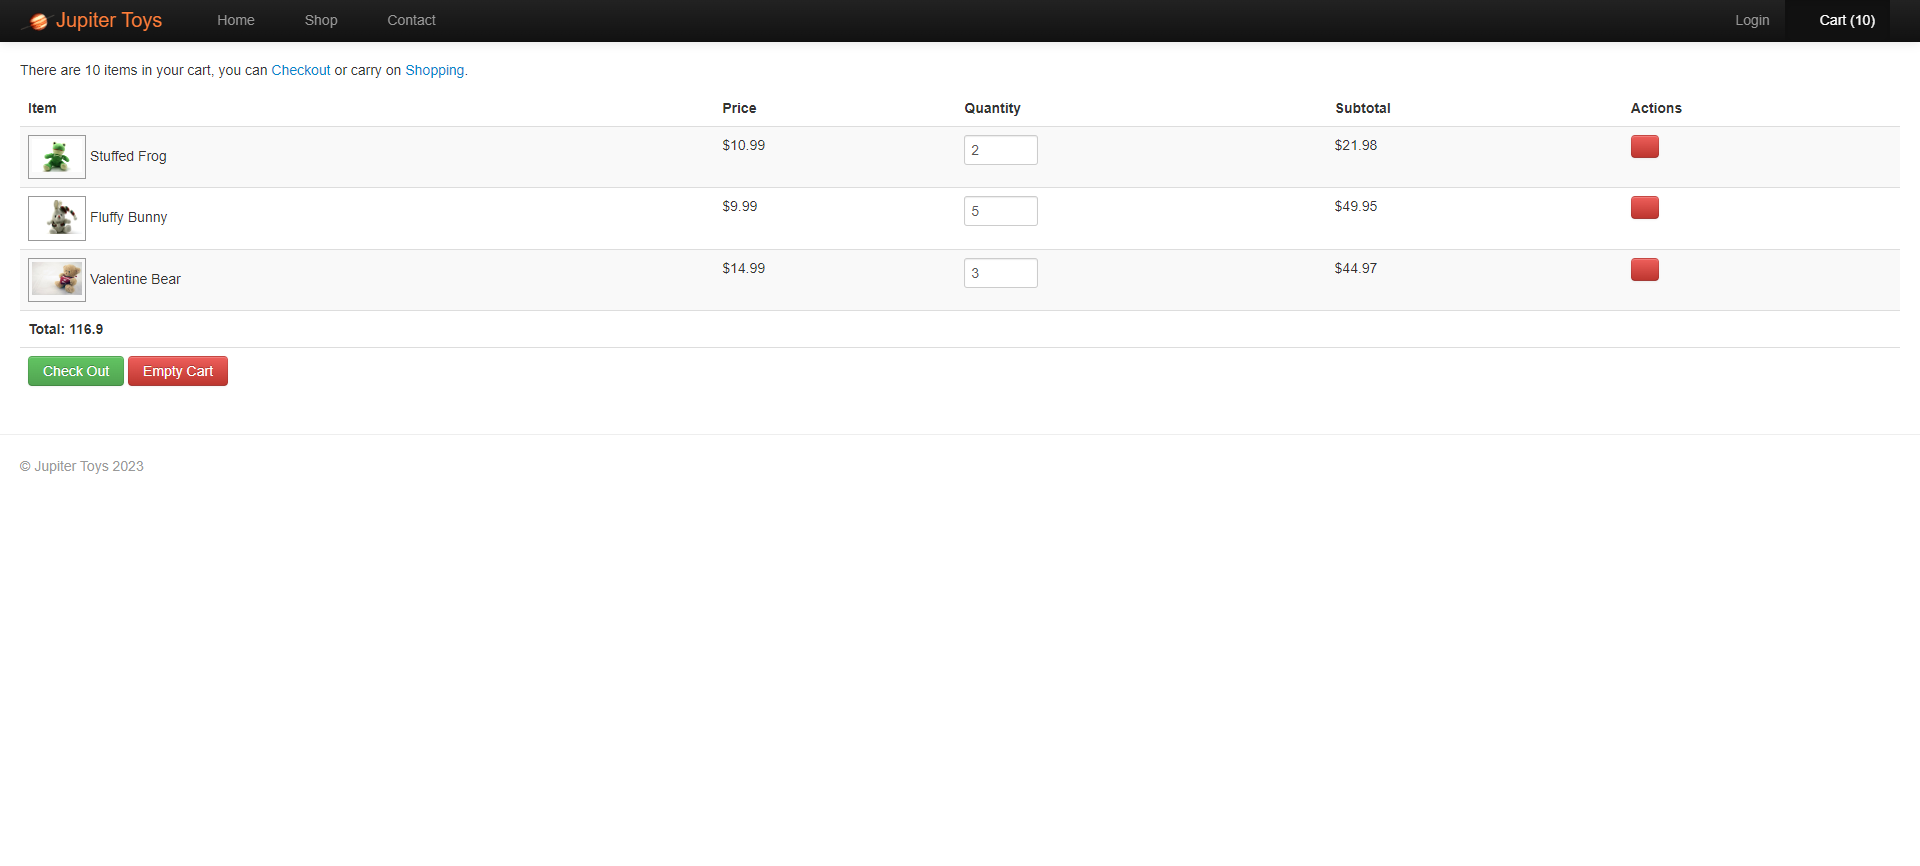 Jupiter Toys Home Shop Contact Login Cart (10)
There are 10 items in your cart, you can Checkout or carry on Shopping.
Item Price Quantity Subtotal Actions
Stuffed Frog $10.99 2 $21.98
Fluffy Bunny $9.99 5 $49.95
Valentine Bear $14.99 3 $44.97
Total: 116.9
Check Out Empty Cart
© Jupiter Toys 2023